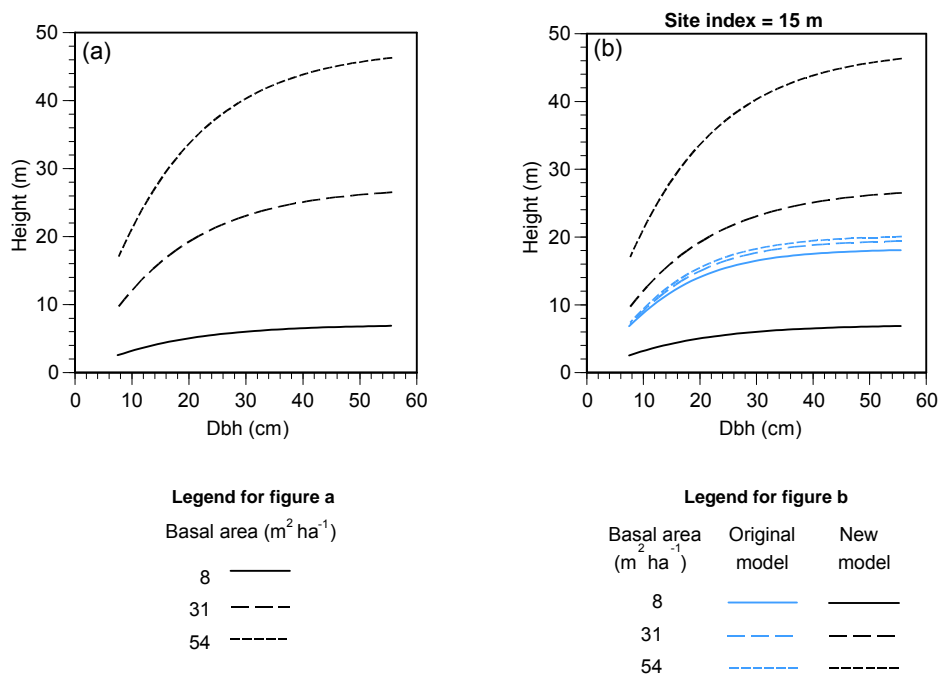 Site index = 15 m
(a)
50
40
30
20
10
0
Height (m)
0 10 20 30 40 50 60
Dbh (cm)
(b)
50
40
30
20
10
0
Height (m)
0 10 20 30 40 50 60
Dbh (cm)
Legend for figure a
Basal area (m² ha⁻¹)
8
31
54
Legend for figure b
Basal area Original New
(m² ha⁻¹) model model
8
31
54